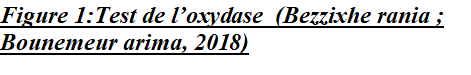 Figure 1:Test de l’oxydase (Bezzixhe rania ;
Bounemeur arima, 2018)